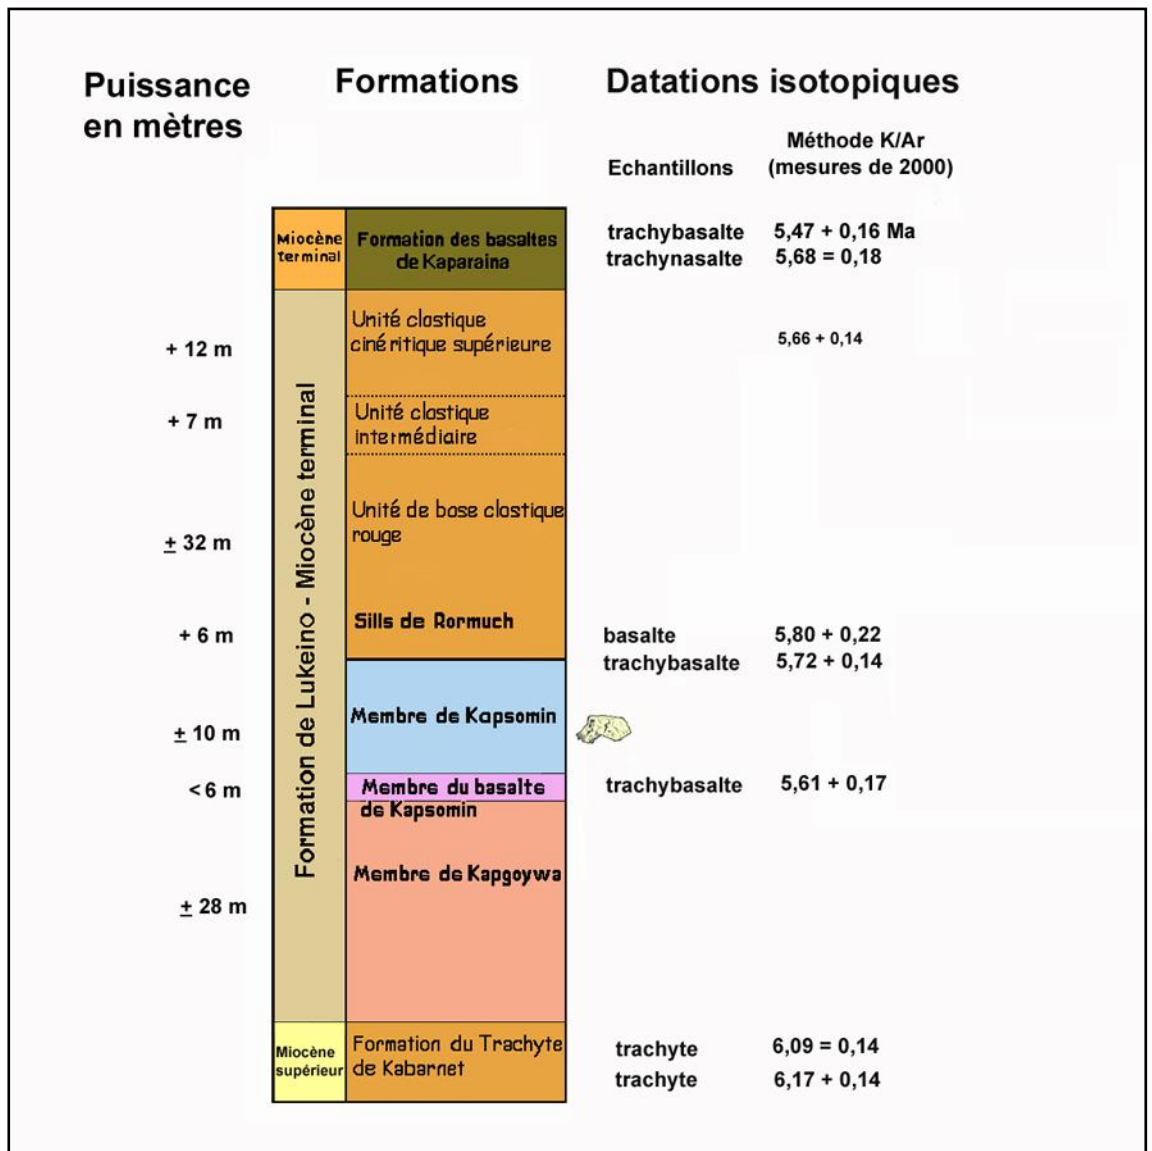 Puissance
en mètres
Formations
Datations isotopiques
Echantillons
Méthode K/Ar
(mesures de 2000)
Miocène
terminal
Formation des basaltes
de Kaparaina
trachybasalte 5,47 + 0,16 Ma
trachynasalte 5,68 = 0,18
Formation de Lukeino - Miocène terminal
+ 12 m
Unité clastique
cinéritique supérieure
5,66 + 0,14
+ 7 m
Unité clastique
intermédiaire
± 32 m
Unité de base clastique
rouge
+ 6 m
Sills de Rormuch
basalte 5,80 + 0,22
trachybasalte 5,72 + 0,14
± 10 m
Membre de Kapsomin
< 6 m
Membre du basalte
de Kapsomin
trachybasalte 5,61 + 0,17
± 28 m
Membre de Kapgoywa
Miocène
supérieur
Formation du Trachyte
de Kabarnet
trachyte 6,09 = 0,14
trachyte 6,17 + 0,14